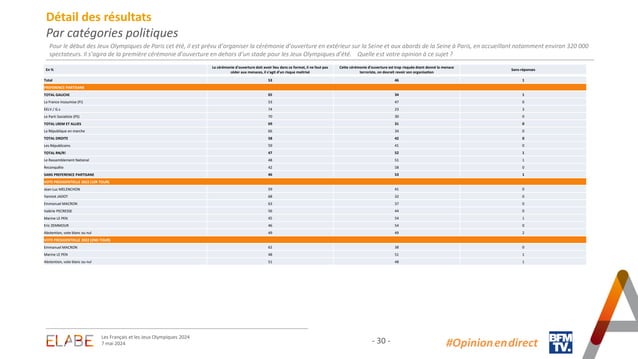 Détail des résultats
Par catégories politiques
Pour le début des Jeux Olympiques de Paris cet été, il est prévu d'organiser la cérémonie d'ouverture en extérieur sur la Seine et aux abords de la Seine à Paris, en accueillant notamment environ 320 000
spectateurs. Il s'agira de la première cérémonie d'ouverture en dehors d'un stade pour les Jeux Olympiques d'été. Quelle est votre opinion à ce sujet ?
En % La cérémonie d'ouverture doit avoir lieu dans ce format, il ne faut pas céder aux menaces, il s'agit d'un risque maîtrisé Cette cérémonie d'ouverture est trop risquée étant donné la menace terroriste, on devrait revoir son organisation Sans réponses
Total 53 46 1
PREFERENCE PARTISANE
TOTAL GAUCHE 65 34 1
La France Insoumise (FI) 53 47 0
EELV / G.s 74 23 3
Le Parti Socialiste (PS) 70 30 0
TOTAL LREM ET ALLIES 69 31 0
La République en marche 66 34 0
TOTAL DROITE 58 42 0
Les Républicains 59 41 0
TOTAL RN/R! 47 52 1
Le Rassemblement National 48 51 1
Reconquête 42 58 0
SANS PREFERENCE PARTISANE 46 53 1
VOTE PRESIDENTIELLE 2022 (1ER TOUR)
Jean-Luc MELENCHON 59 41 0
Yannick JADOT 68 32 0
Emmanuel MACRON 63 37 0
Valérie PECRESSE 56 44 0
Marine LE PEN 45 54 1
Eric ZEMMOUR 46 54 0
Abstention, vote blanc ou nul 49 49 2
VOTE PRESIDENTIELLE 2022 (2ND TOUR)
Emmanuel MACRON 62 38 0
Marine LE PEN 48 51 1
Abstention, vote blanc ou nul 51 48 1
ELABE
Les Français et les Jeux Olympiques 2024
7 mai 2024
- 30 -
#Opinionendirect
BFM
TV.